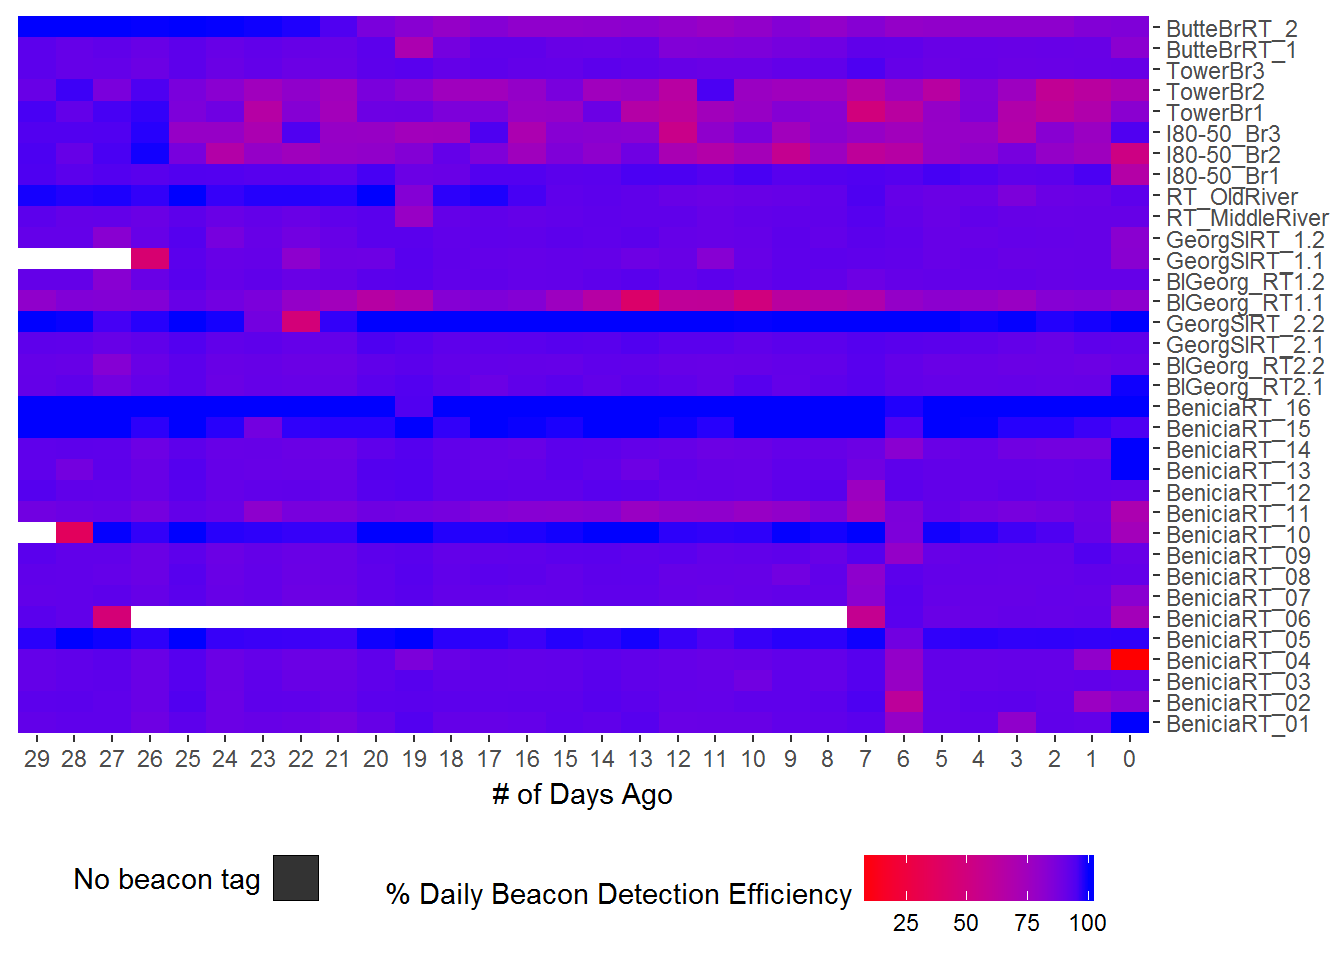 ButteBrRT_2
ButteBrRT_1
TowerBr3
TowerBr2
TowerBr1
I80-50_Br3
I80-50_Br2
I80-50_Br1
RT_OldRiver
RT_MiddleRiver
GeorgSlRT_1.2
GeorgSlRT_1.1
BlGeorg_RT1.2
BlGeorg_RT1.1
GeorgSlRT_2.2
GeorgSlRT_2.1
BlGeorg_RT2.2
BlGeorg_RT2.1
BeniciaRT_16
BeniciaRT_15
BeniciaRT_14
BeniciaRT_13
BeniciaRT_12
BeniciaRT_11
BeniciaRT_10
BeniciaRT_09
BeniciaRT_08
BeniciaRT_07
BeniciaRT_06
BeniciaRT_05
BeniciaRT_04
BeniciaRT_03
BeniciaRT_02
BeniciaRT_01
29 28 27 26 25 24 23 22 21 20 19 18 17 16 15 14 13 12 11 10 9 8 7 6 5 4 3 2 1 0
# of Days Ago
No beacon tag
% Daily Beacon Detection Efficiency
25 50 75 100